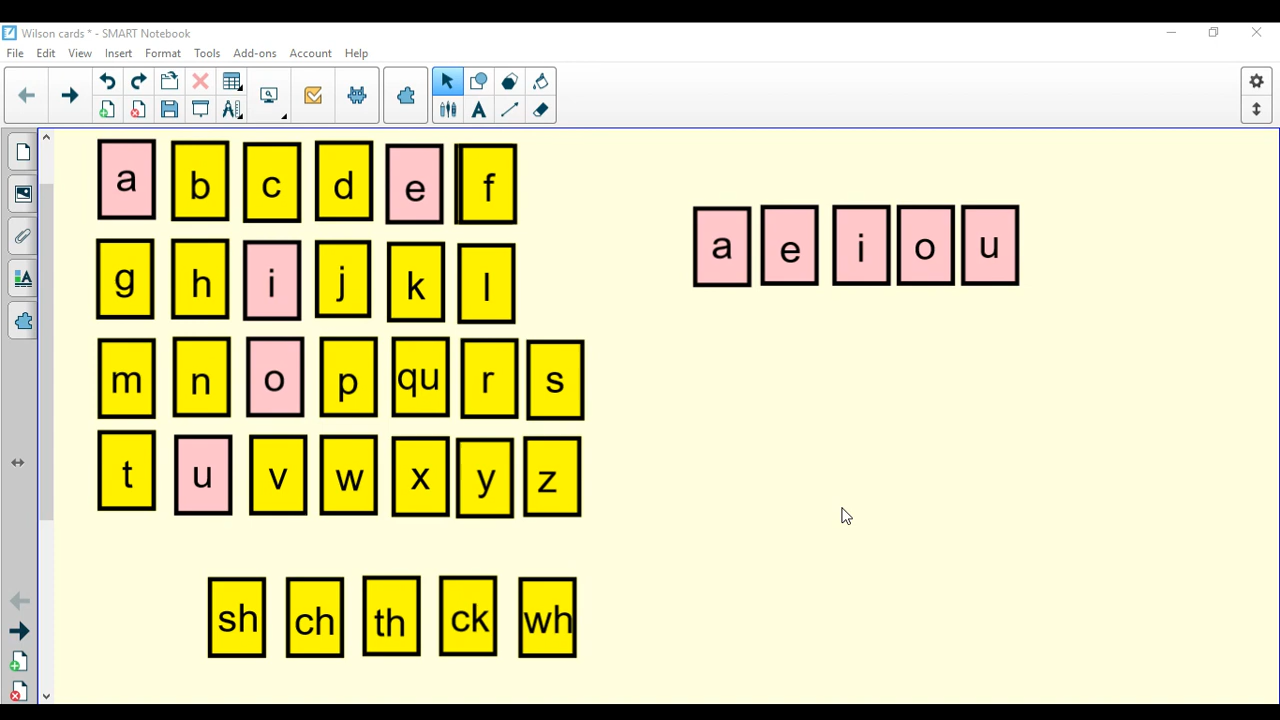 Wilson cards * - SMART Notebook
File Edit View Insert Format Tools Add-ons Account Help
a b c d e f
a e i o u
g h i j k l
m n o p qu r s
t u v w x y z
sh ch th ck wh